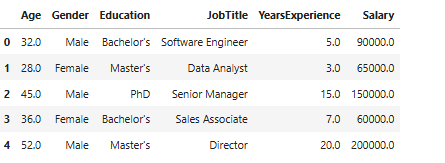 Age Gender Education JobTitle YearsExperience Salary
0 32.0 Male Bachelor's Software Engineer 5.0 90000.0
1 28.0 Female Master's Data Analyst 3.0 65000.0
2 45.0 Male PhD Senior Manager 15.0 150000.0
3 36.0 Female Bachelor's Sales Associate 7.0 60000.0
4 52.0 Male Master's Director 20.0 200000.0